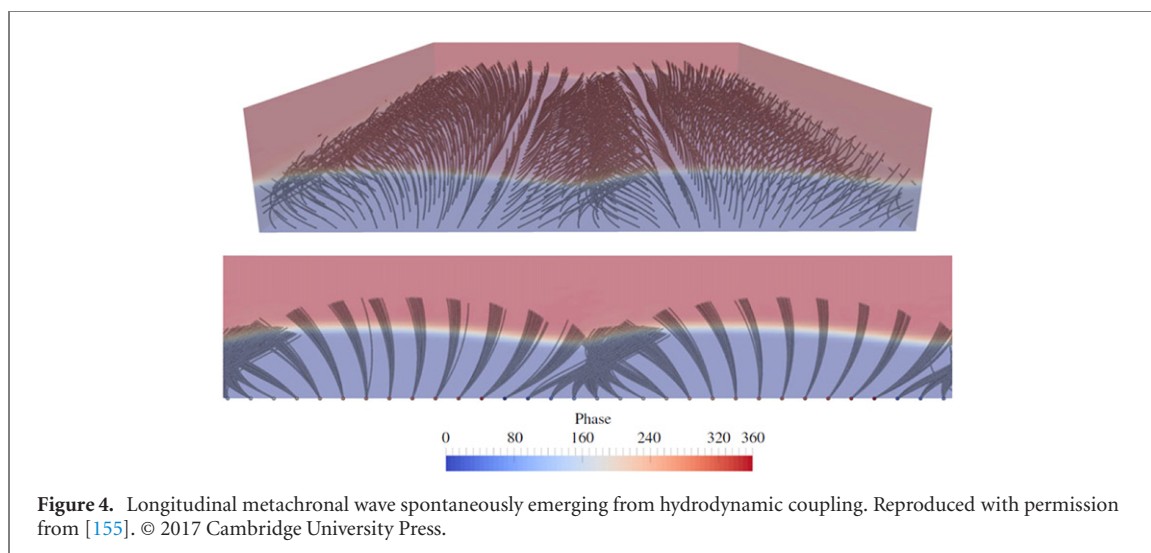 Phase
0 80 160 240 320 360
Figure 4. Longitudinal metachronal wave spontaneously emerging from hydrodynamic coupling. Reproduced with permission
from [155]. © 2017 Cambridge University Press.